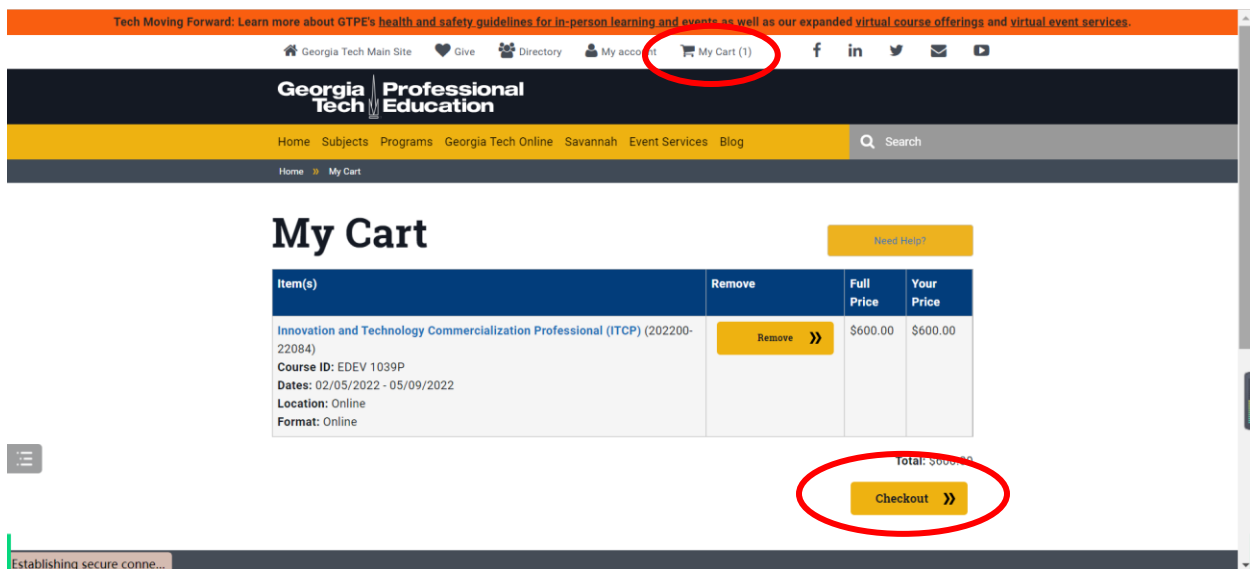 Tech Moving Forward: Learn more about GTPE's health and safety guidelines for in-person learning and events as well as our expanded virtual course offerings and virtual event services.
Georgia Tech Main Site Give Directory My account My Cart (1)
Georgia Tech Professional Education
Home Subjects Programs Georgia Tech Online Savannah Event Services Blog Search
Home » My Cart
My Cart
Need Help?
Item(s) Remove Full Price Your Price
Innovation and Technology Commercialization Professional (ITCP) (202200-
22084)
Remove » $600.00 $600.00
Course ID: EDEV 1039P
Dates: 02/05/2022 - 05/09/2022
Location: Online
Format: Online
Total: $600.00
Checkout »
Establishing secure conne...